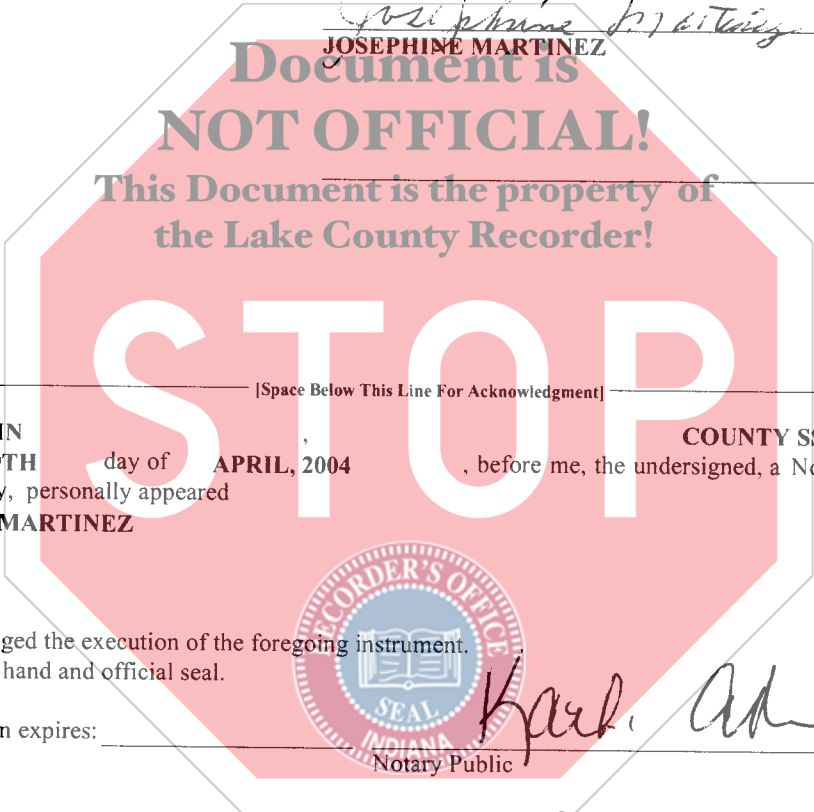 Josephine Martinez
JOSEPHINE MARTINEZ
Document is
NOT OFFICIAL!
This Document is the property of
the Lake County Recorder!
STOP
[Space Below This Line For Acknowledgment]
IN , COUNTY SS
TH day of APRIL, 2004 , before me, the undersigned, a No
y, personally appeared
MARTINEZ
ged the execution of the foregoing instrument.
hand and official seal.
n expires:
Notary Public
RECORDER'S OFFICE
SEAL
INDIANA